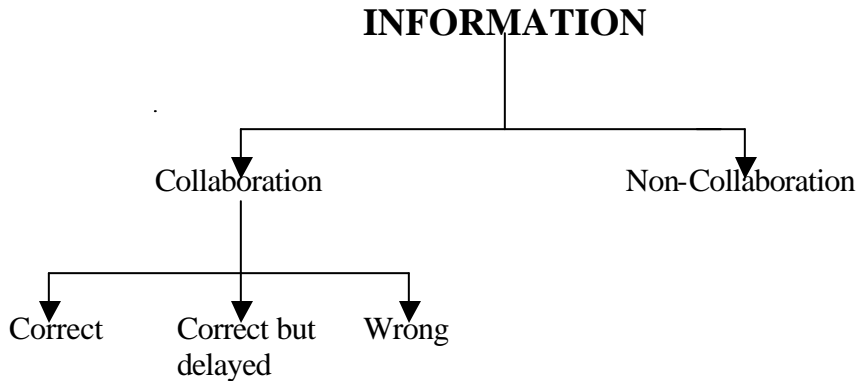 INFORMATION
Collaboration
Non-Collaboration
Correct
Correct but
delayed
Wrong